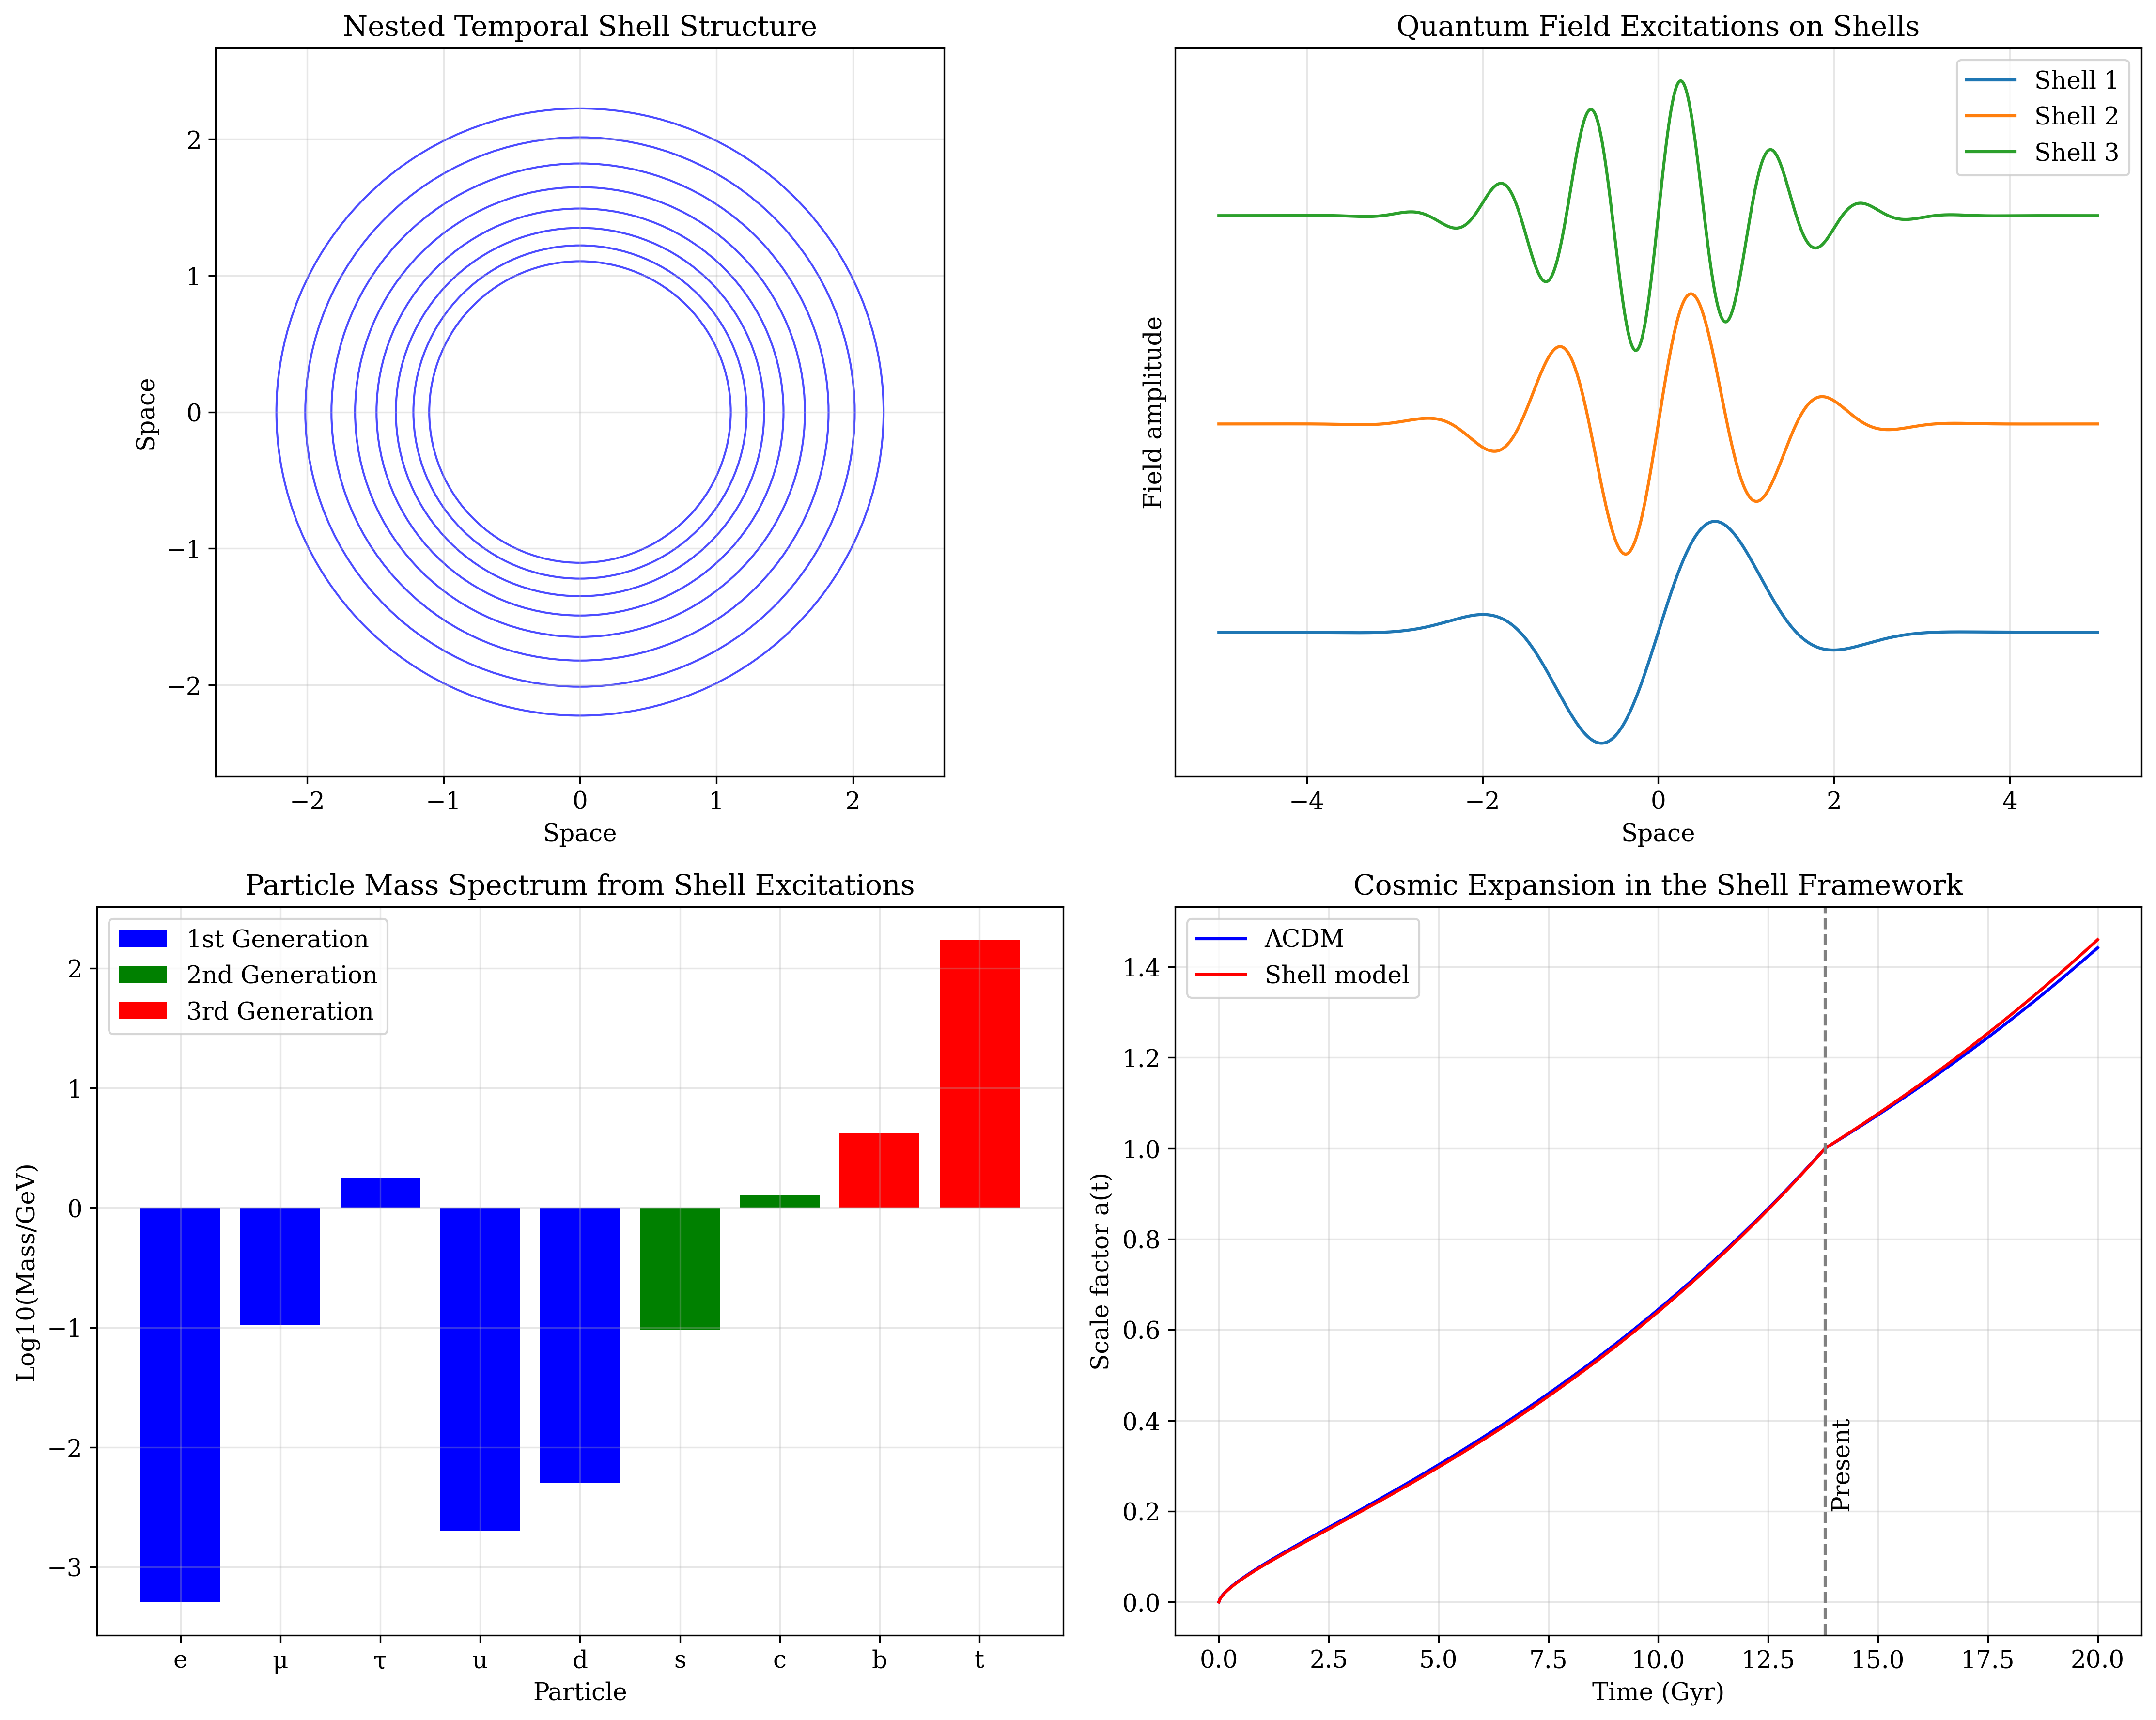 Nested Temporal Shell Structure
Space
2
1
0
−1
−2
−2 −1 0 1 2
Space
Quantum Field Excitations on Shells
Shell 1
Shell 2
Shell 3
Field amplitude
−4 −2 0 2 4
Space
Particle Mass Spectrum from Shell Excitations
1st Generation
2nd Generation
3rd Generation
Log10(Mass/GeV)
2
1
0
−1
−2
−3
e μ τ u d s c b t
Particle
Cosmic Expansion in the Shell Framework
ΛCDM
Shell model
Scale factor a(t)
1.4
1.2
1.0
0.8
0.6
0.4
0.2
0.0
Present
0.0 2.5 5.0 7.5 10.0 12.5 15.0 17.5 20.0
Time (Gyr)